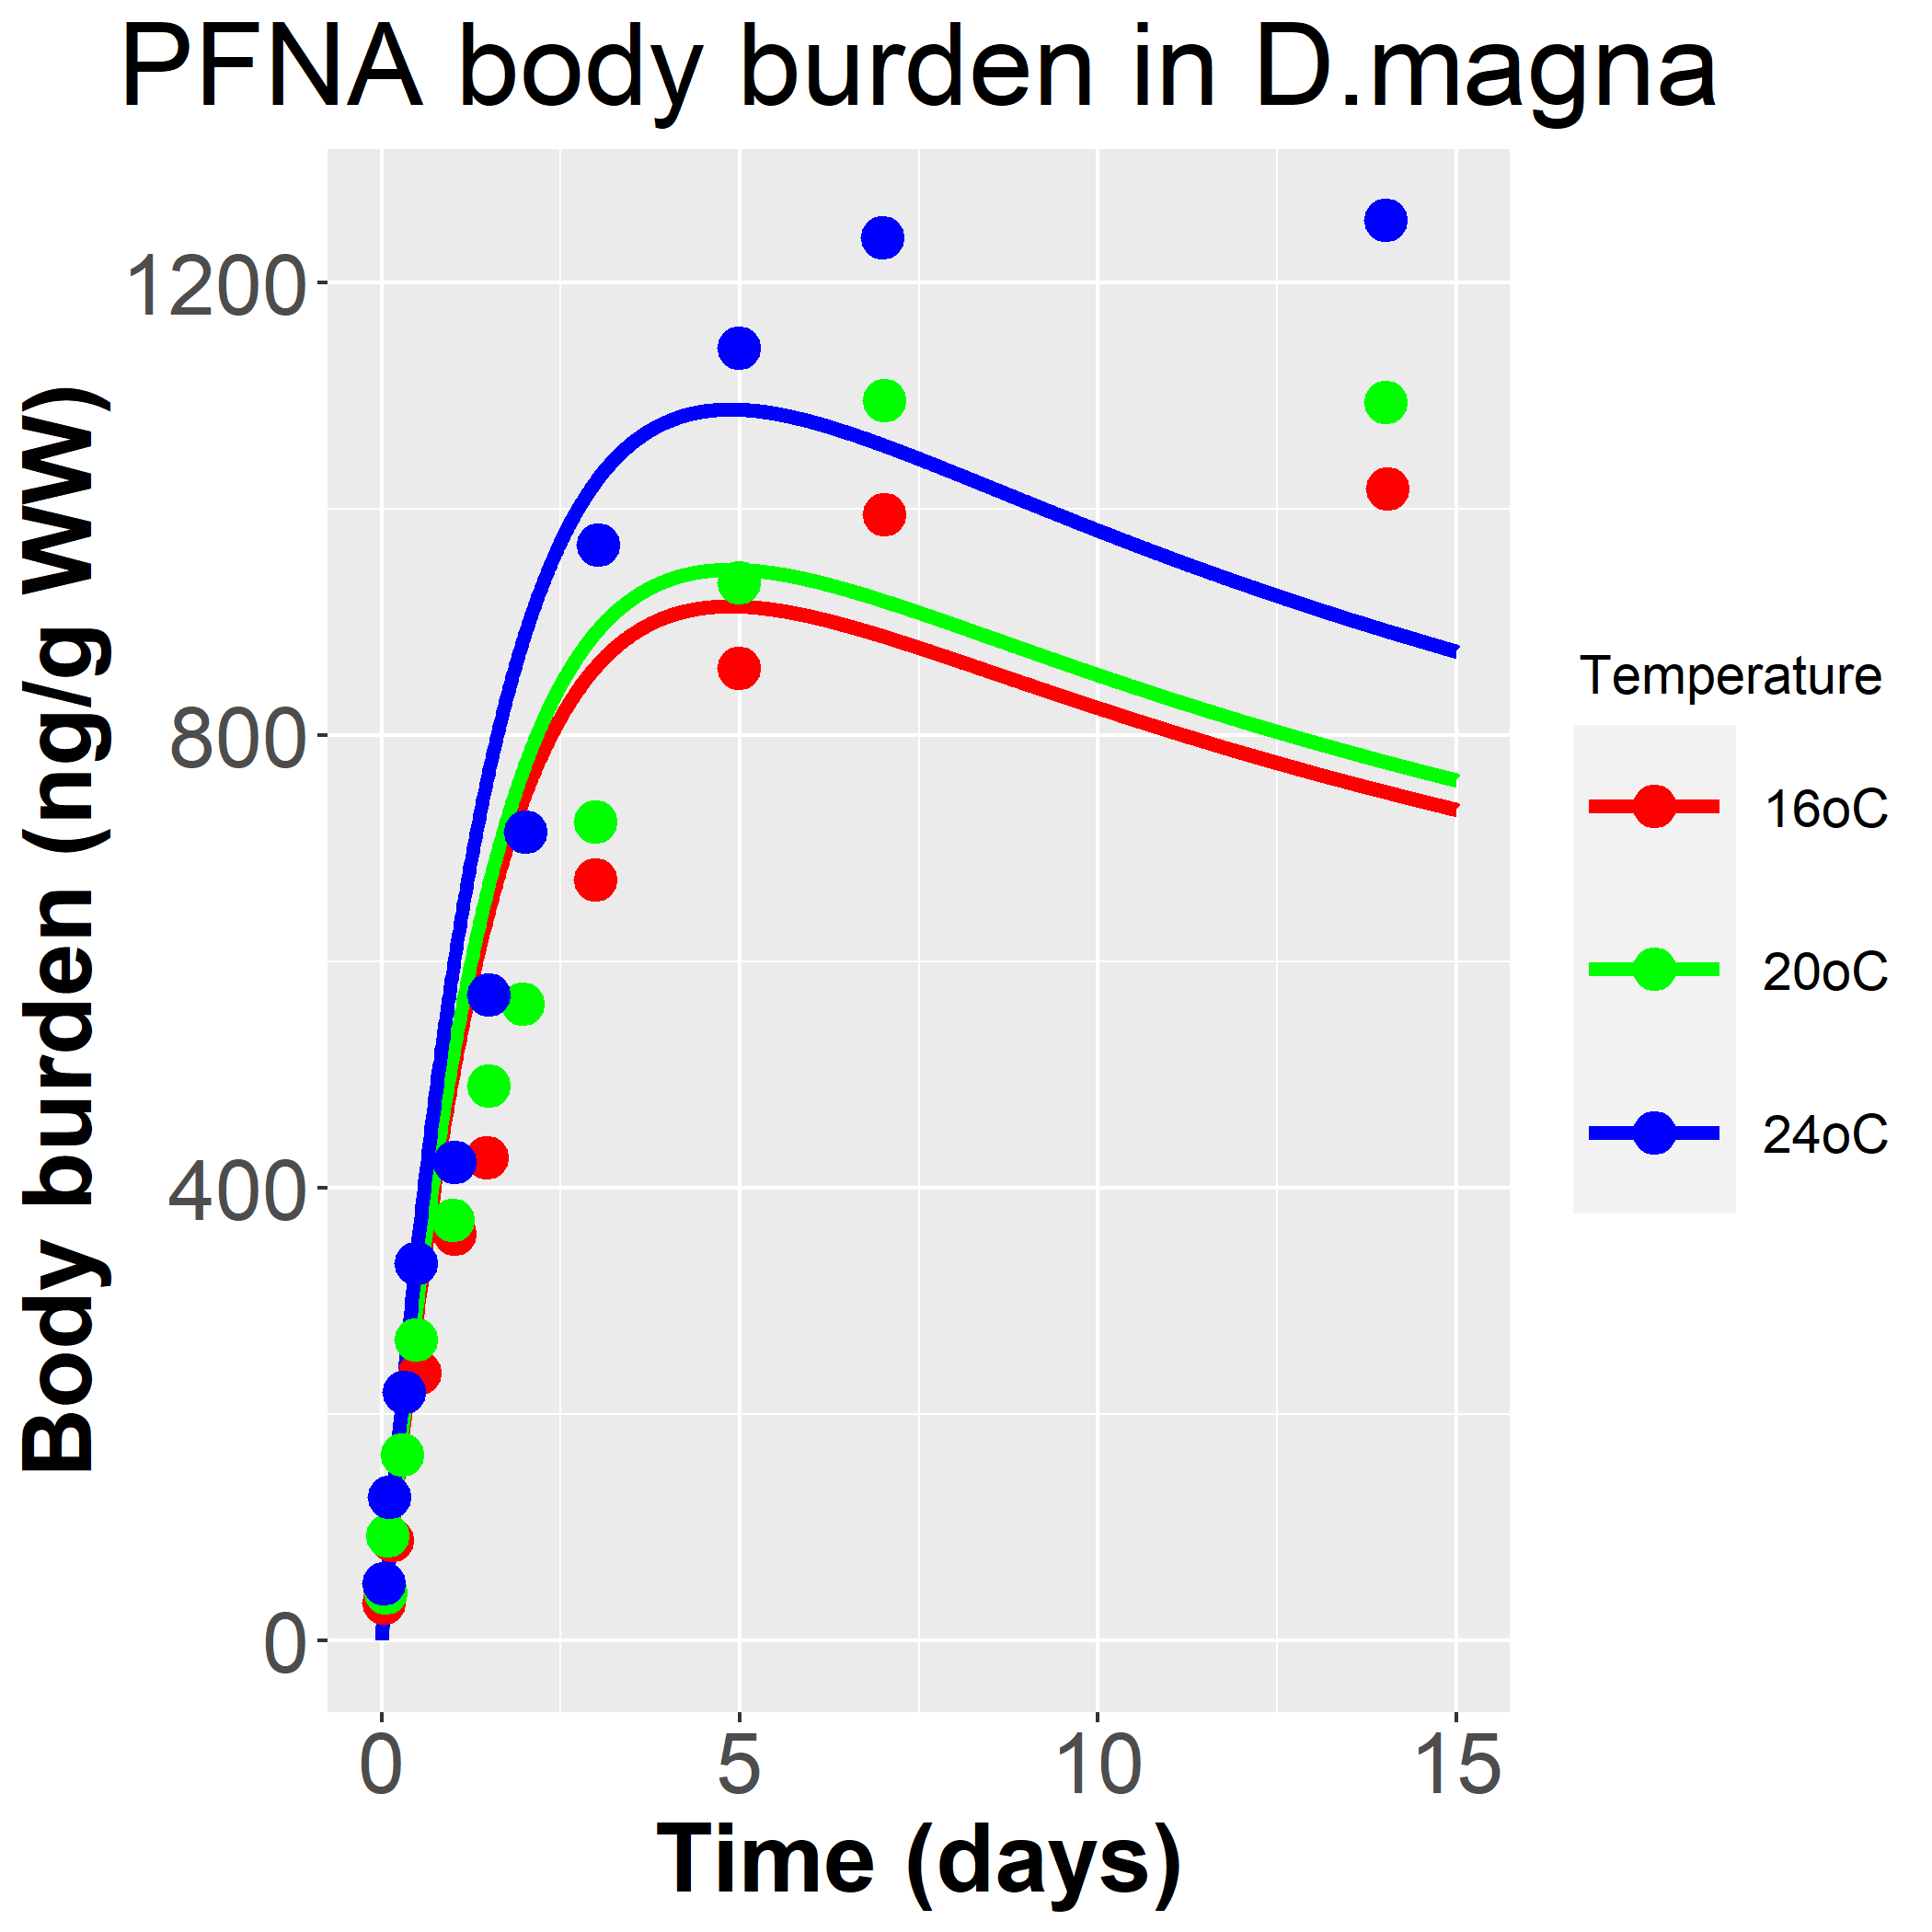 PFNA body burden in D.magna
Body burden (ng/g WW)
1200
800
400
0
0 5 10 15
Time (days)
Temperature
16oC
20oC
24oC